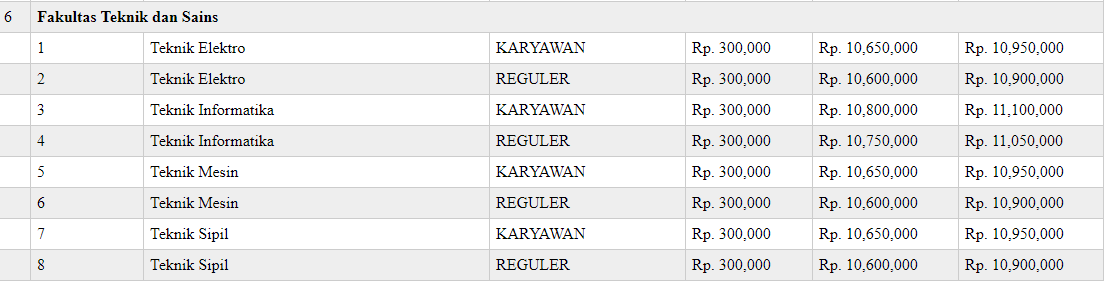 6 Fakultas Teknik dan Sains
1 Teknik Elektro KARYAWAN Rp. 300,000 Rp. 10,650,000 Rp. 10,950,000
2 Teknik Elektro REGULER Rp. 300,000 Rp. 10,600,000 Rp. 10,900,000
3 Teknik Informatika KARYAWAN Rp. 300,000 Rp. 10,800,000 Rp. 11,100,000
4 Teknik Informatika REGULER Rp. 300,000 Rp. 10,750,000 Rp. 11,050,000
5 Teknik Mesin KARYAWAN Rp. 300,000 Rp. 10,650,000 Rp. 10,950,000
6 Teknik Mesin REGULER Rp. 300,000 Rp. 10,600,000 Rp. 10,900,000
7 Teknik Sipil KARYAWAN Rp. 300,000 Rp. 10,650,000 Rp. 10,950,000
8 Teknik Sipil REGULER Rp. 300,000 Rp. 10,600,000 Rp. 10,900,000